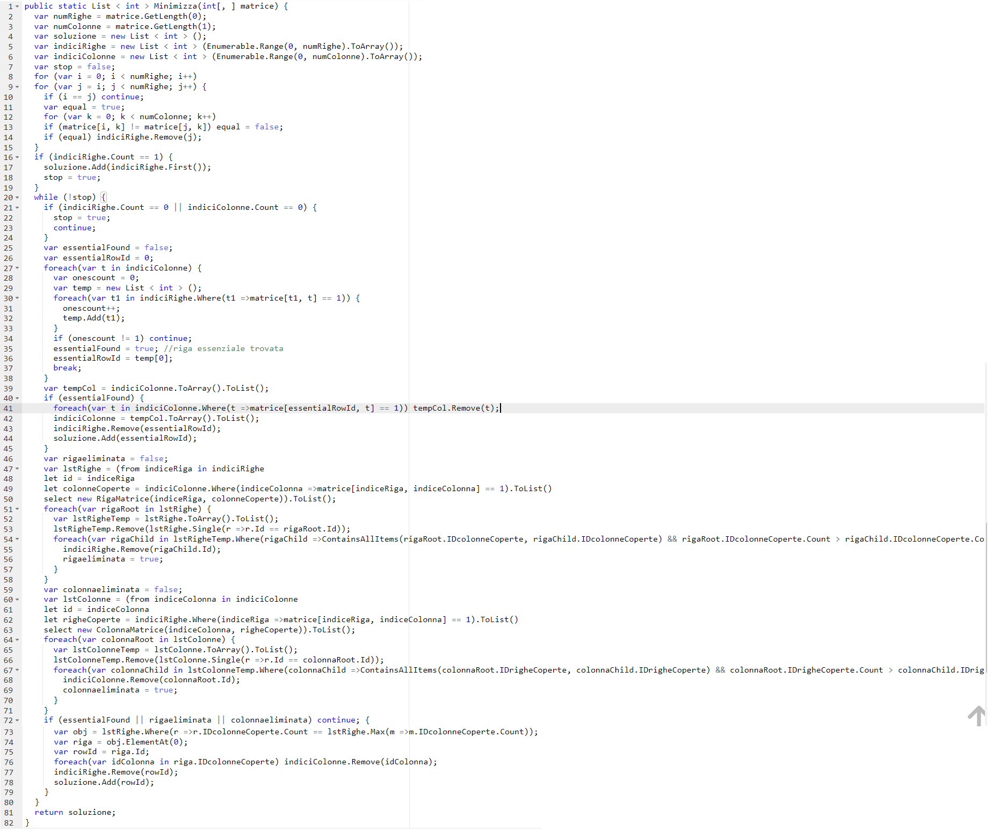 1 public static List < int > Minimizza(int[, ] matrice) {
2 var numRighe = matrice.GetLength(0);
3 var numColonne = matrice.GetLength(1);
4 var soluzione = new List < int > ();
5 var indiciRighe = new List < int > (Enumerable.Range(0, numRighe).ToArray());
6 var indiciColonne = new List < int > (Enumerable.Range(0, numColonne).ToArray());
7 var stop = false;
8 for (var i = 0; i < numRighe; i++)
9 for (var j = i; j < numRighe; j++) {
10 if (i == j) continue;
11 var equal = true;
12 for (var k = 0; k < numColonne; k++)
13 if (matrice[i, k] != matrice[j, k]) equal = false;
14 if (equal) indiciRighe.Remove(j);
15 }
16 if (indiciRighe.Count == 1) {
17 soluzione.Add(indiciRighe.First());
18 stop = true;
19 }
20 while (!stop) {
21 if (indiciRighe.Count == 0 || indiciColonne.Count == 0) {
22 stop = true;
23 continue;
24 }
25 var essentialFound = false;
26 var essentialRowId = 0;
27 foreach(var t in indiciColonne) {
28 var onescount = 0;
29 var temp = new List < int > ();
30 foreach(var t1 in indiciRighe.Where(t1 =>matrice[t1, t] == 1)) {
31 onescount++;
32 temp.Add(t1);
33 }
34 if (onescount != 1) continue;
35 essentialFound = true; //riga essenziale trovata
36 essentialRowId = temp[0];
37 break;
38 }
39 var tempCol = indiciColonne.ToArray().ToList();
40 if (essentialFound) {
41 foreach(var t in indiciColonne.Where(t =>matrice[essentialRowId, t] == 1)) tempCol.Remove(t);
42 indiciColonne = tempCol.ToArray().ToList();
43 indiciRighe.Remove(essentialRowId);
44 soluzione.Add(essentialRowId);
45 }
46 var rigaeliminata = false;
47 var lstRighe = (from indiceRiga in indiciRighe
48 let id = indiceRiga
49 let colonneCoperte = indiciColonne.Where(indiceColonna =>matrice[indiceRiga, indiceColonna] == 1).ToList()
50 select new RigaMatrice(indiceRiga, colonneCoperte)).ToList();
51 foreach(var rigaRoot in lstRighe) {
52 var lstRigheTemp = lstRighe.ToArray().ToList();
53 lstRigheTemp.Remove(lstRighe.Single(r =>r.Id == rigaRoot.Id));
54 foreach(var rigaChild in lstRigheTemp.Where(rigaChild =>ContainsAllItems(rigaRoot.IDcolonneCoperte, rigaChild.IDcolonneCoperte) && rigaRoot.IDcolonneCoperte.Count > rigaChild.IDcolonneCoperte.Co
55 indiciRighe.Remove(rigaChild.Id);
56 rigaeliminata = true;
57 }
58 }
59 var colonnaeliminata = false;
60 var lstColonne = (from indiceColonna in indiciColonne
61 let id = indiceColonna
62 let righeCoperte = indiciRighe.Where(indiceRiga =>matrice[indiceRiga, indiceColonna] == 1).ToList()
63 select new ColonnaMatrice(indiceColonna, righeCoperte)).ToList();
64 foreach(var colonnaRoot in lstColonne) {
65 var lstColonneTemp = lstColonne.ToArray().ToList();
66 lstColonneTemp.Remove(lstColonne.Single(r =>r.Id == colonnaRoot.Id));
67 foreach(var colonnaChild in lstColonneTemp.Where(colonnaChild =>ContainsAllItems(colonnaRoot.IDrigheCoperte, colonnaChild.IDrigheCoperte) && colonnaRoot.IDrigheCoperte.Count > colonnaChild.IDrig
68 indiciColonne.Remove(colonnaRoot.Id);
69 colonnaeliminata = true;
70 }
71 }
72 if (essentialFound || rigaeliminata || colonnaeliminata) continue; {
73 var obj = lstRighe.Where(r =>r.IDcolonneCoperte.Count == lstRighe.Max(m =>m.IDcolonneCoperte.Count));
74 var riga = obj.ElementAt(0);
75 var rowId = riga.Id;
76 foreach(var idColonna in riga.IDcolonneCoperte) indiciColonne.Remove(idColonna);
77 indiciRighe.Remove(rowId);
78 soluzione.Add(rowId);
79 }
80 }
81 return soluzione;
82 }